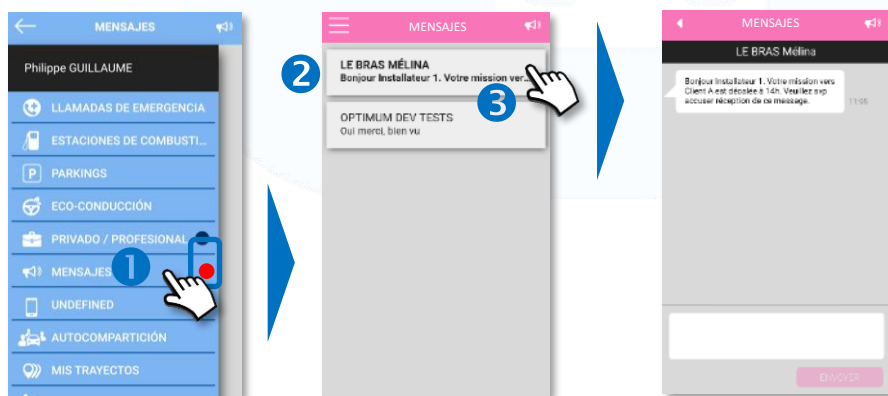 MENSAJES
Philippe GUILLAUME
LLAMADAS DE EMERGENCIA
ESTACIONES DE COMBUSTI...
P
PARKINGS
ECO-CONDUCCIÓN
PRIVADO / PROFESIONAL
MENSAJES
1
UNDEFINED
AUTOCOMPARTICIÓN
MIS TRAYECTOS
MENSAJES
2
LE BRAS MÉLINA
Bonjour Installateur 1. Votre mission ver...
3
OPTIMUM DEV TESTS
Oui merci, bien vu
MENSAJES
LE BRAS Mélina
Bonjour Installateur 1. Votre mission vers
Client A est décalée à 14h. Veuillez svp
accuser réception de ce message.
11:05
ENVOYER